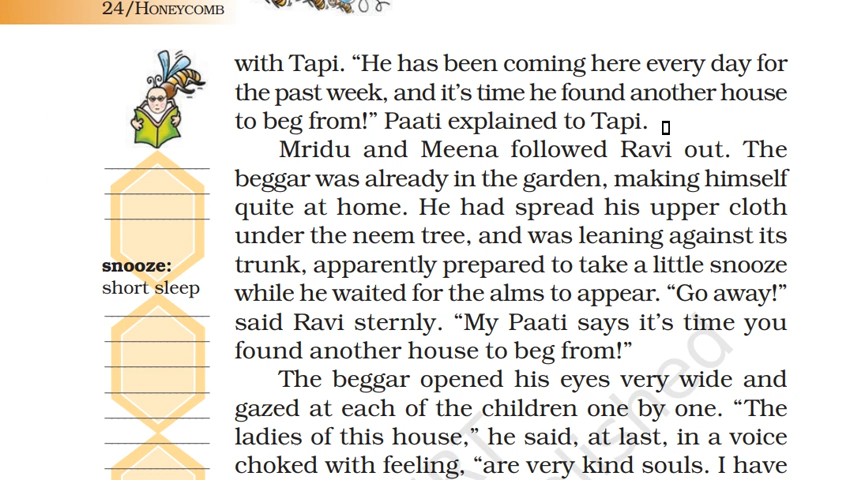 24/HONEYCOMB
with Tapi. “He has been coming here every day for
the past week, and it’s time he found another house
to beg from!” Paati explained to Tapi.
Mridu and Meena followed Ravi out. The
beggar was already in the garden, making himself
quite at home. He had spread his upper cloth
under the neem tree, and was leaning against its
trunk, apparently prepared to take a little snooze
while he waited for the alms to appear. “Go away!”
said Ravi sternly. “My Paati says it’s time you
found another house to beg from!”
The beggar opened his eyes very wide and
gazed at each of the children one by one. “The
ladies of this house,” he said, at last, in a voice
choked with feeling, “are very kind souls. I have
snooze:
short sleep